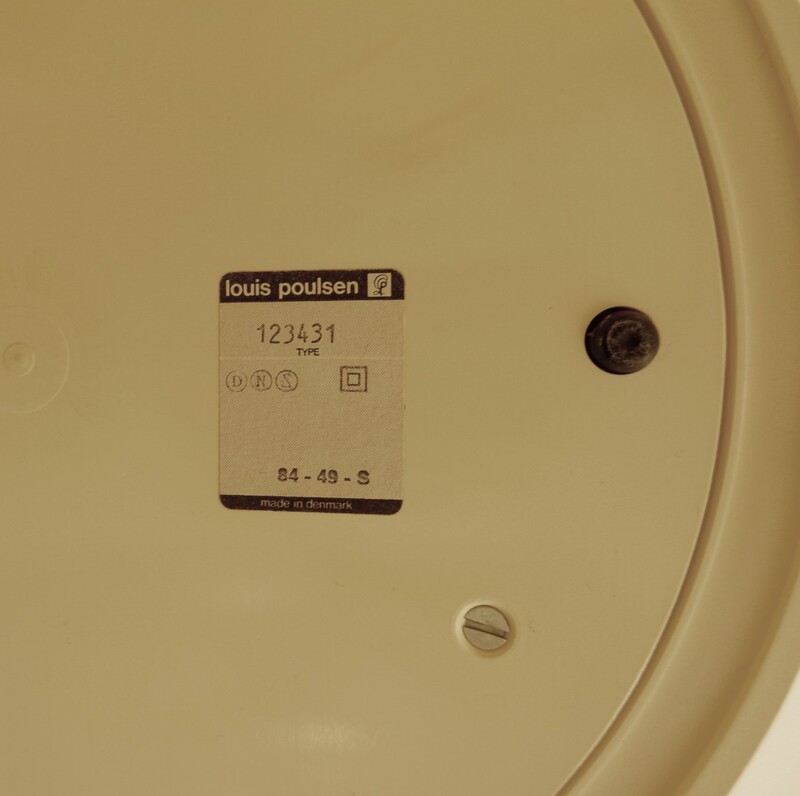 louis poulsen
123431
TYPE
D N S
84 - 49 - S
made in denmark